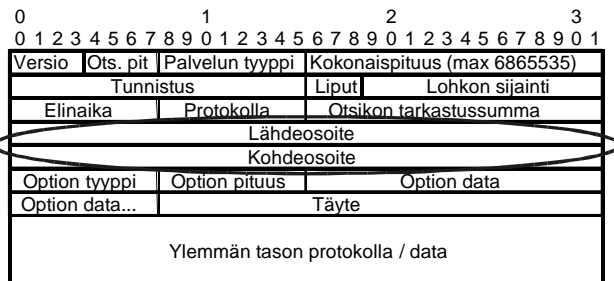 0 1 2 3
0 1 2 3 4 5 6 7 8 9 0 1 2 3 4 5 6 7 8 9 0 1 2 3 4 5 6 7 8 9 0 1
Versio Ots. pit Palvelun tyyppi Kokonaispituus (max 6865535)
Tunnistus Liput Lohkon sijainti
Elinaika Protokolla Otsikon tarkastussumma
Lähdeosoite
Kohdeosoite
Option tyyppi Option pituus Option data
Option data... Täyte
Ylemmän tason protokolla / data